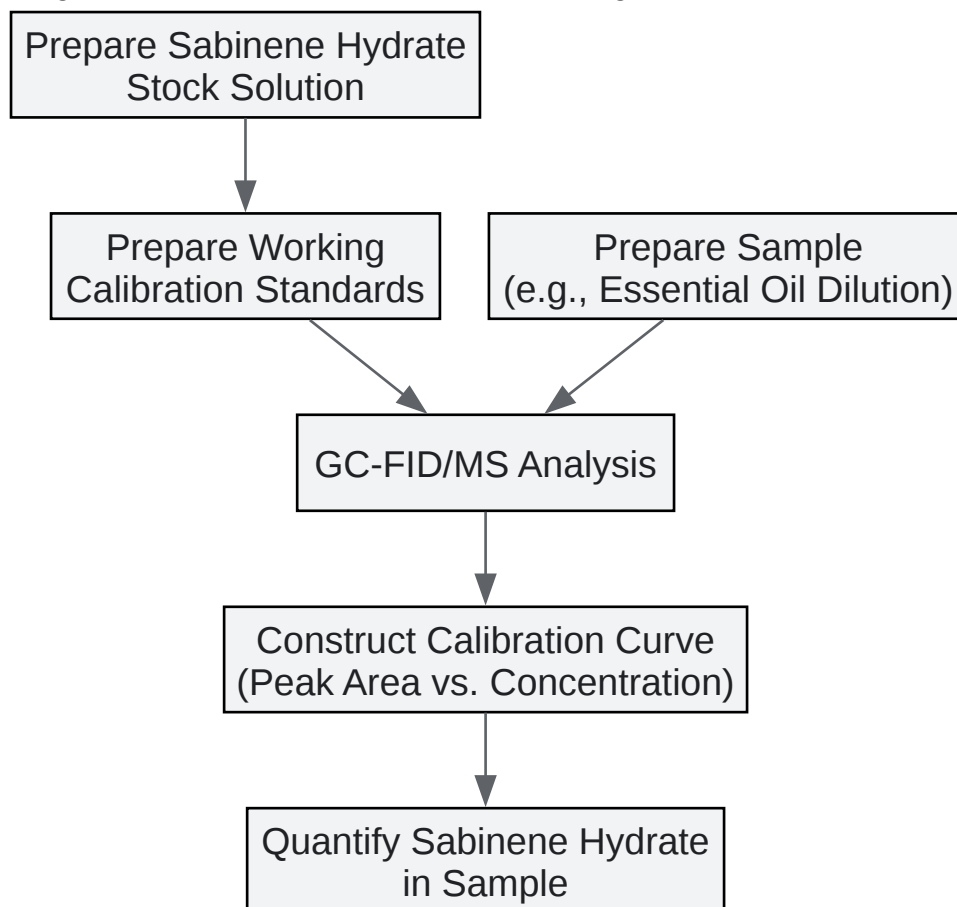 Prepare Sabinene Hydrate
Stock Solution
Prepare Working
Calibration Standards
Prepare Sample
(e.g., Essential Oil Dilution)
GC-FID/MS Analysis
Construct Calibration Curve
(Peak Area vs. Concentration)
Quantify Sabinene Hydrate
in Sample